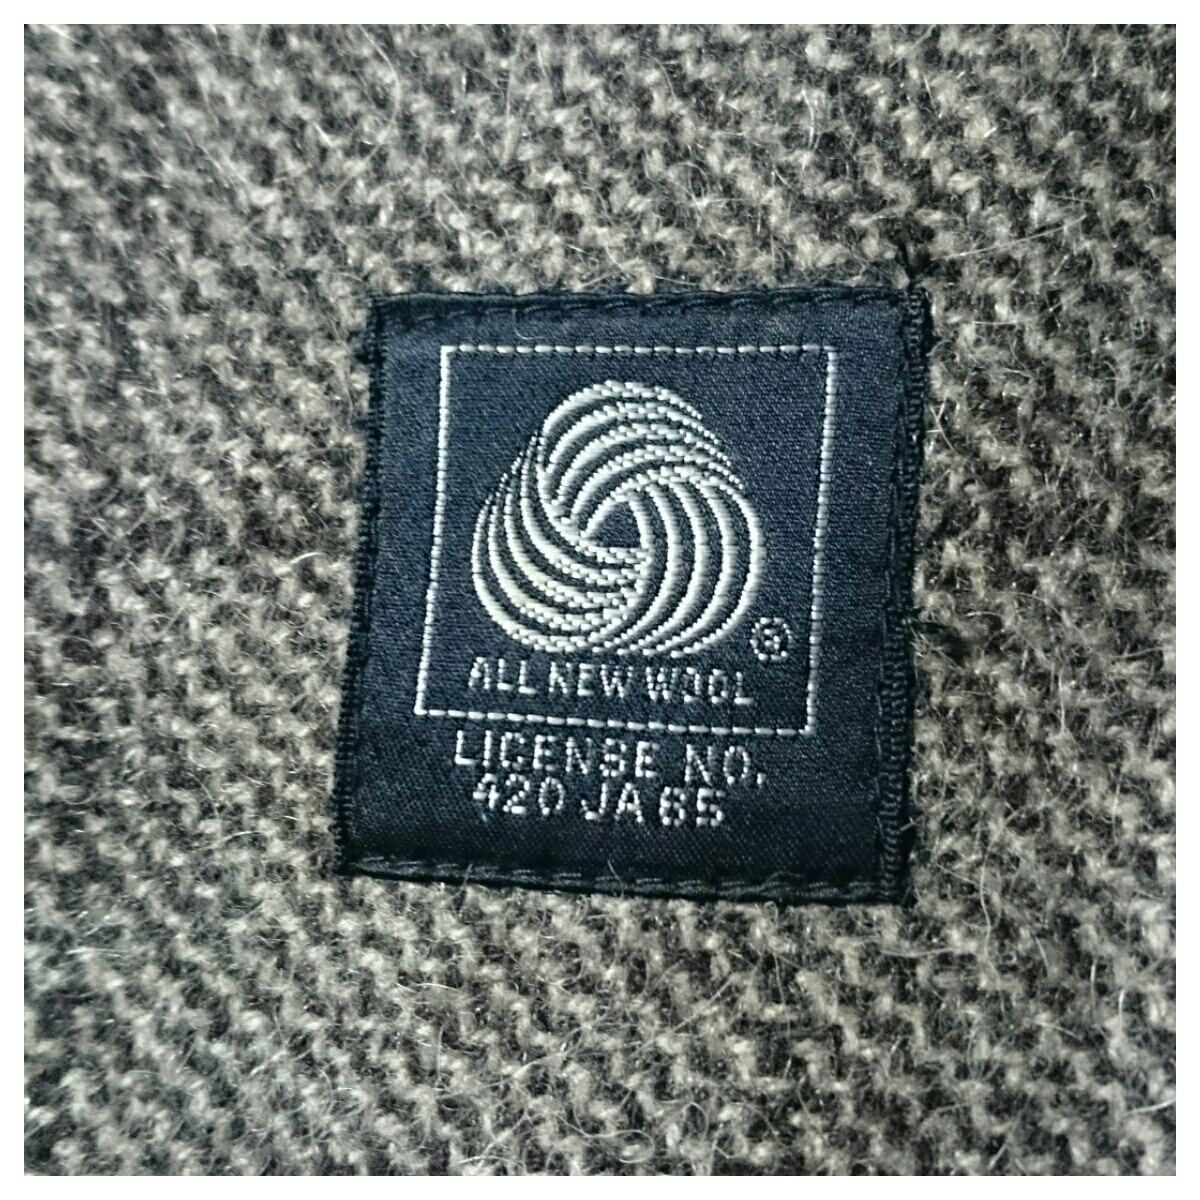 ®
ALL NEW WOOL
LICENSE NO.
420 JA 65